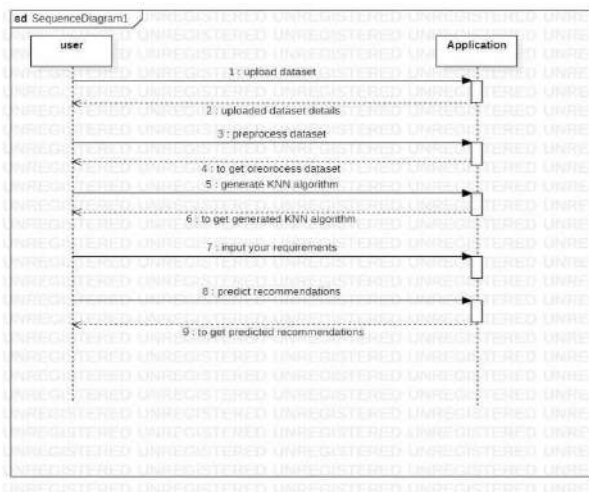 sd SequenceDiagram1
user
Application
1 : upload dataset
2 : uploaded dataset details
3 : preprocess dataset
4 : to get oreorocess dataset
5 : generate KNN algorithm
6 : to get generated KNN algorithm
7 : input your requirements
8 : predict recommendations
9 : to get predicted recommendations